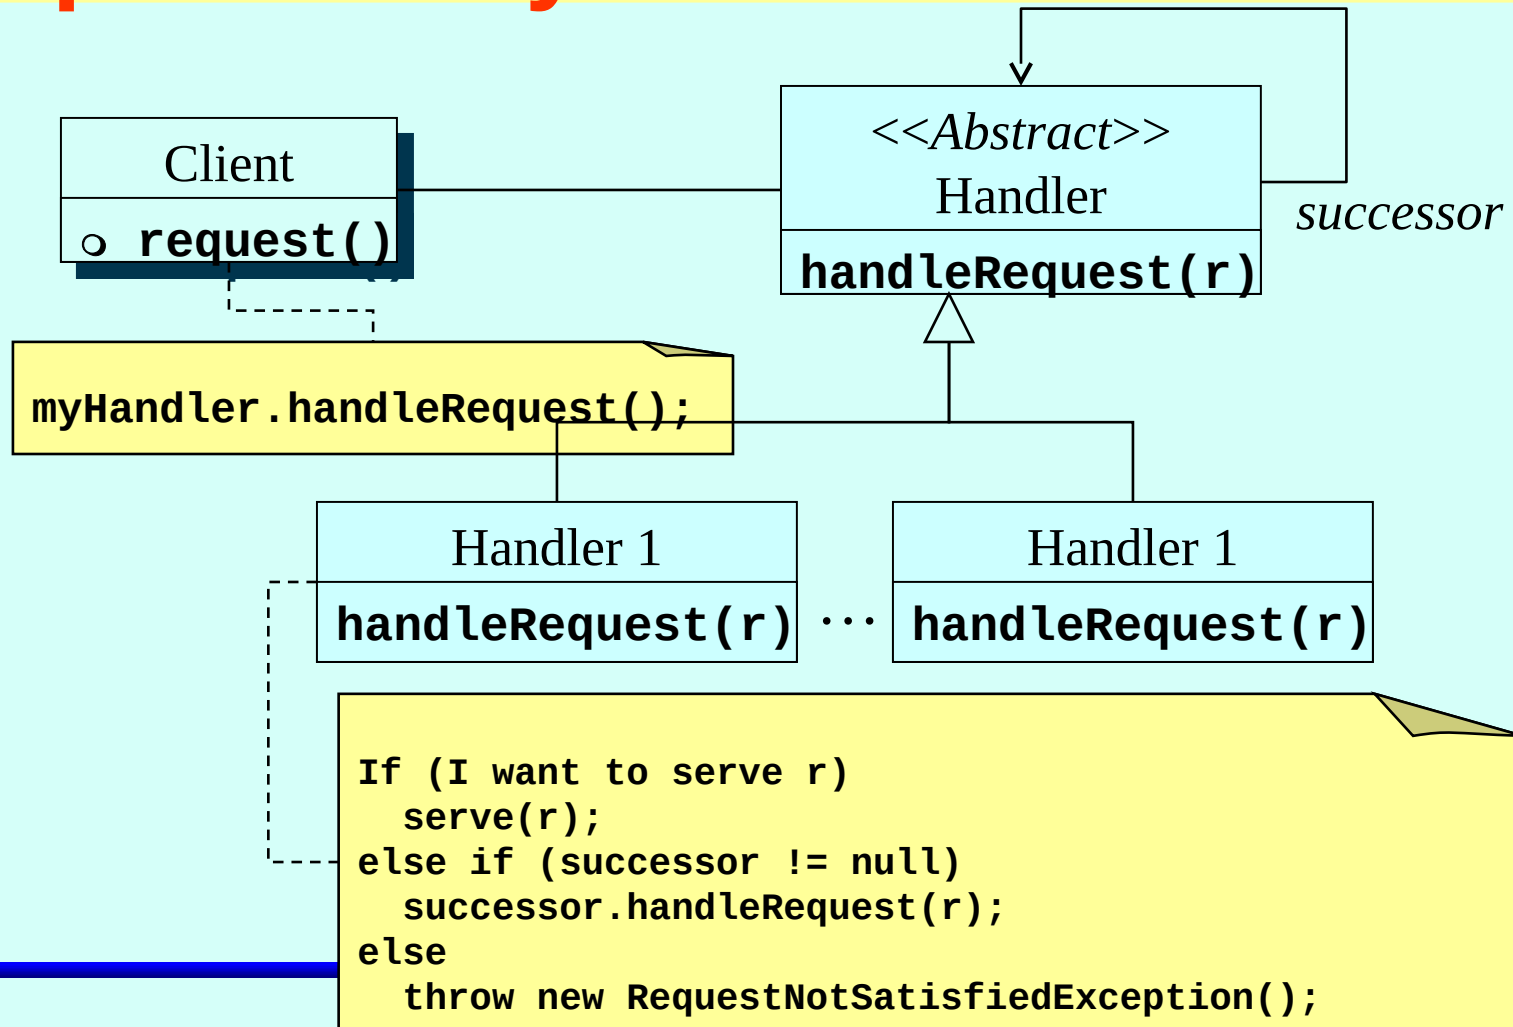 Client
request()
<<Abstract>>
Handler
handleRequest(r)
successor
myHandler.handleRequest();
Handler 1
handleRequest(r)
...
Handler 1
handleRequest(r)
If (I want to serve r)
  serve(r);
else if (successor != null)
  successor.handleRequest(r);
else
  throw new RequestNotSatisfiedException();